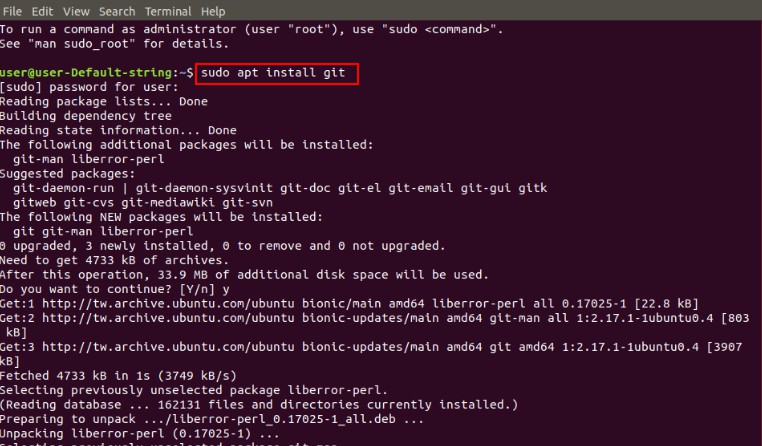 File Edit View Search Terminal Help
To run a command as administrator (user "root"), use "sudo <command>".
See "man sudo_root" for details.
user@user-Default-string:~$ sudo apt install git
[sudo] password for user:
Reading package lists... Done
Building dependency tree
Reading state information... Done
The following additional packages will be installed:
  git-man liberror-perl
Suggested packages:
  git-daemon-run | git-daemon-sysvinit git-doc git-el git-email git-gui gitk
  gitweb git-cvs git-mediawiki git-svn
The following NEW packages will be installed:
  git git-man liberror-perl
0 upgraded, 3 newly installed, 0 to remove and 0 not upgraded.
Need to get 4733 kB of archives.
After this operation, 33.9 MB of additional disk space will be used.
Do you want to continue? [Y/n] y
Get:1 http://tw.archive.ubuntu.com/ubuntu bionic/main amd64 liberror-perl all 0.17025-1 [22.8 kB]
Get:2 http://tw.archive.ubuntu.com/ubuntu bionic-updates/main amd64 git-man all 1:2.17.1-1ubuntu0.4 [803
 kB]
Get:3 http://tw.archive.ubuntu.com/ubuntu bionic-updates/main amd64 git amd64 1:2.17.1-1ubuntu0.4 [3907
kB]
Fetched 4733 kB in 1s (3749 kB/s)
Selecting previously unselected package liberror-perl.
(Reading database ... 162131 files and directories currently installed.)
Preparing to unpack .../liberror-perl_0.17025-1_all.deb ...
Unpacking liberror-perl (0.17025-1) ...
Selecting previously unselected package git-man.